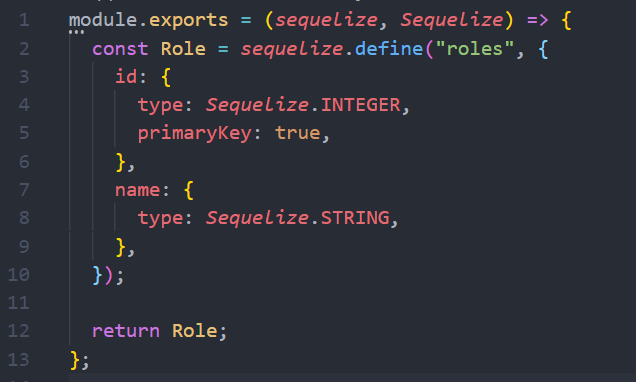 1 module.exports = (sequelize, Sequelize) => {
2 const Role = sequelize.define("roles", {
3 id: {
4 type: Sequelize.INTEGER,
5 primaryKey: true,
6 },
7 name: {
8 type: Sequelize.STRING,
9 },
10 });
11
12 return Role;
13 };